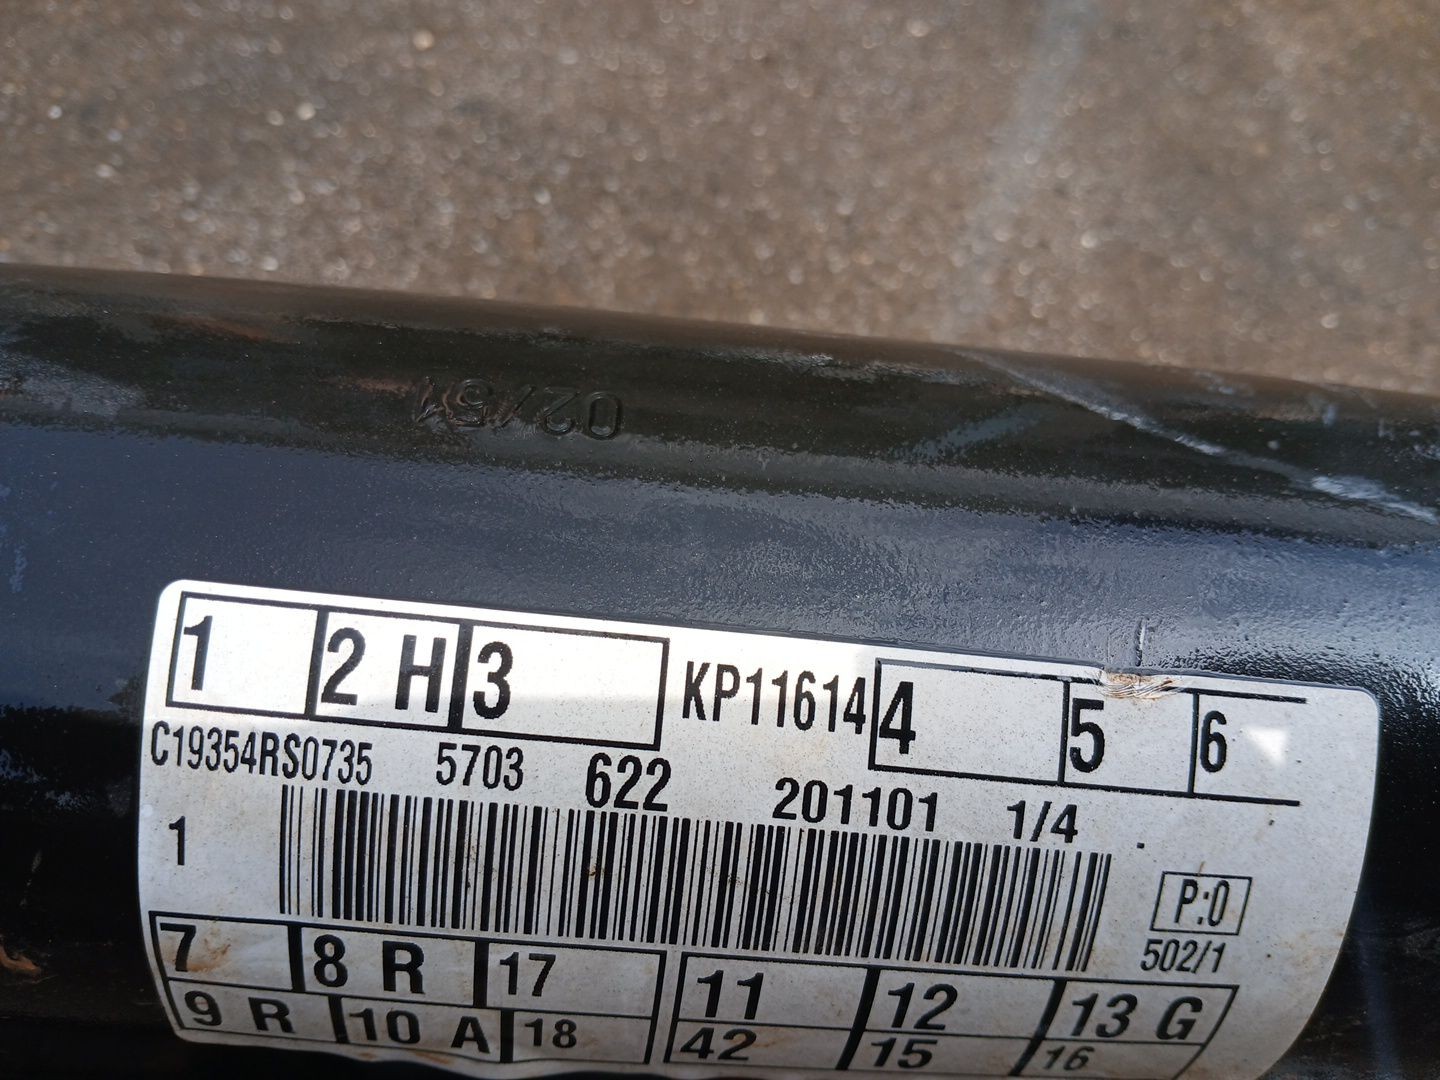 02/51
1 2 H 3 KP11614 4 5 6
C19354RS0735 5703 622 201101 1/4
1
P:0
502/1
7 8 R 17 11 12 13 G
9 R 10 A 18 42 15 16